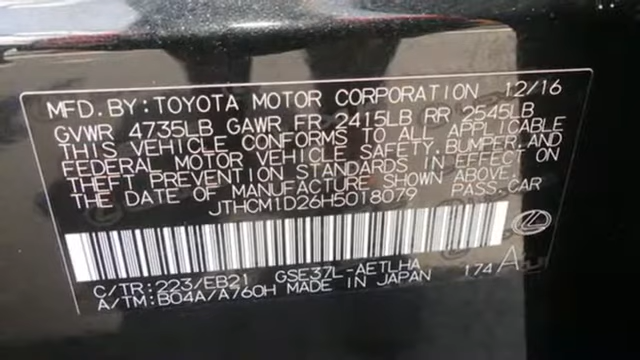 MFD. BY: TOYOTA MOTOR CORPORATION 12/16
GVWR 4735LB GAWR FR 2415LB RR 2545LB
THIS VEHICLE CONFORMS TO ALL APPLICABLE
FEDERAL MOTOR VEHICLE SAFETY, BUMPER, AND
THEFT PREVENTION STANDARDS IN EFFECT ON
THE DATE OF MANUFACTURE SHOWN ABOVE.
JTHCM1D26H5018079 PASS. CAR
C/TR: 223/EB21 GSE37L-AETLHA
A/TM: B04A/A760H MADE IN JAPAN 174 A